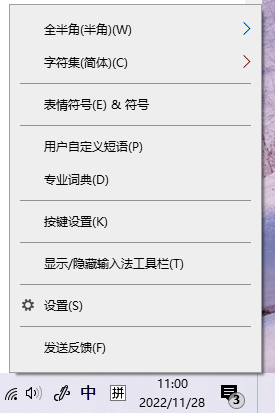 全半角(半角)(W)
字符集(简体)(C)
表情符号(E) & 符号
用户自定义短语(P)
专业词典(D)
按键设置(K)
显示/隐藏输入法工具栏(T)
设置(S)
发送反馈(F)
中 拼 11:00 3
2022/11/28